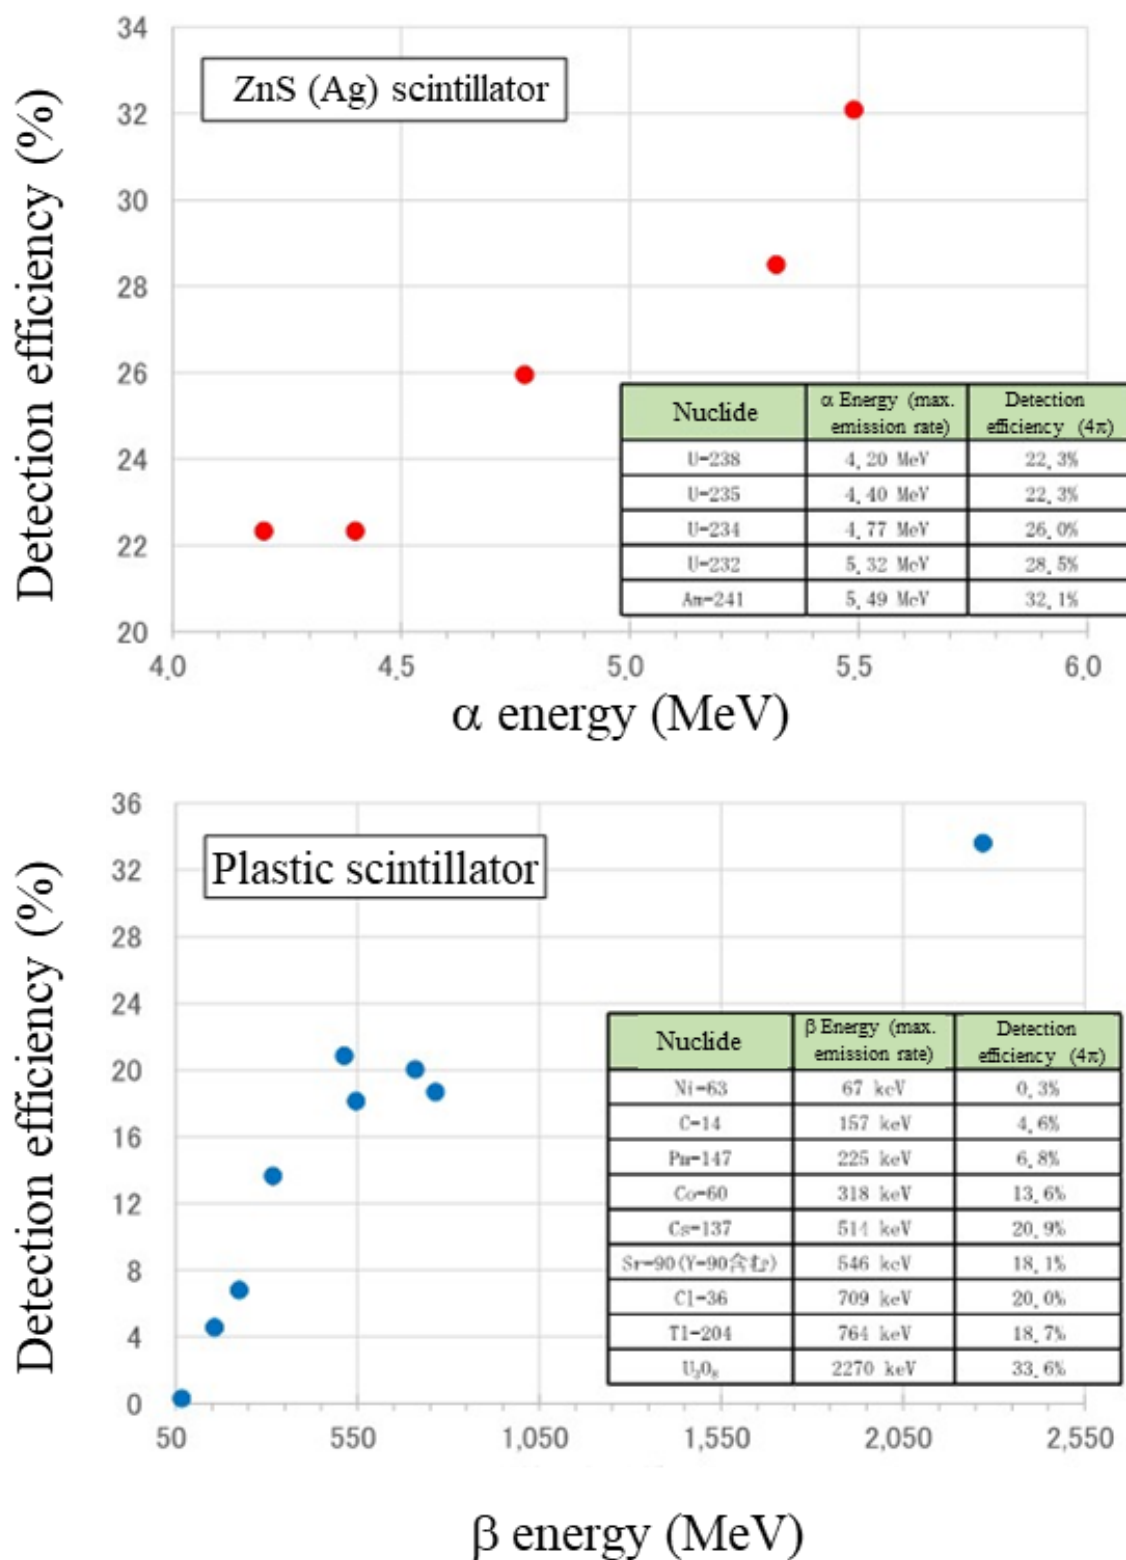 34
32
30
28
26
24
22
20
Detection efficiency (%)
ZnS (Ag) scintillator
Nuclide α Energy (max. emission rate) Detection efficiency (4π)
U-238 4.20 MeV 22.3%
U-235 4.40 MeV 22.3%
U-234 4.77 MeV 26.0%
U-232 5.32 MeV 28.5%
Am-241 5.49 MeV 32.1%
4.0 4.5 5.0 5.5 6.0
α energy (MeV)
36
32
28
24
20
16
12
8
4
0
Detection efficiency (%)
Plastic scintillator
Nuclide β Energy (max. emission rate) Detection efficiency (4π)
Ni-63 67 keV 0.3%
C-14 157 keV 4.6%
Pm-147 225 keV 6.8%
Co-60 318 keV 13.6%
Cs-137 514 keV 20.9%
Sr-90(Y-90含む) 546 keV 18.1%
Cl-36 709 keV 20.0%
Tl-204 764 keV 18.7%
U₃O₈ 2270 keV 33.6%
50 550 1,050 1,550 2,050 2,550
β energy (MeV)